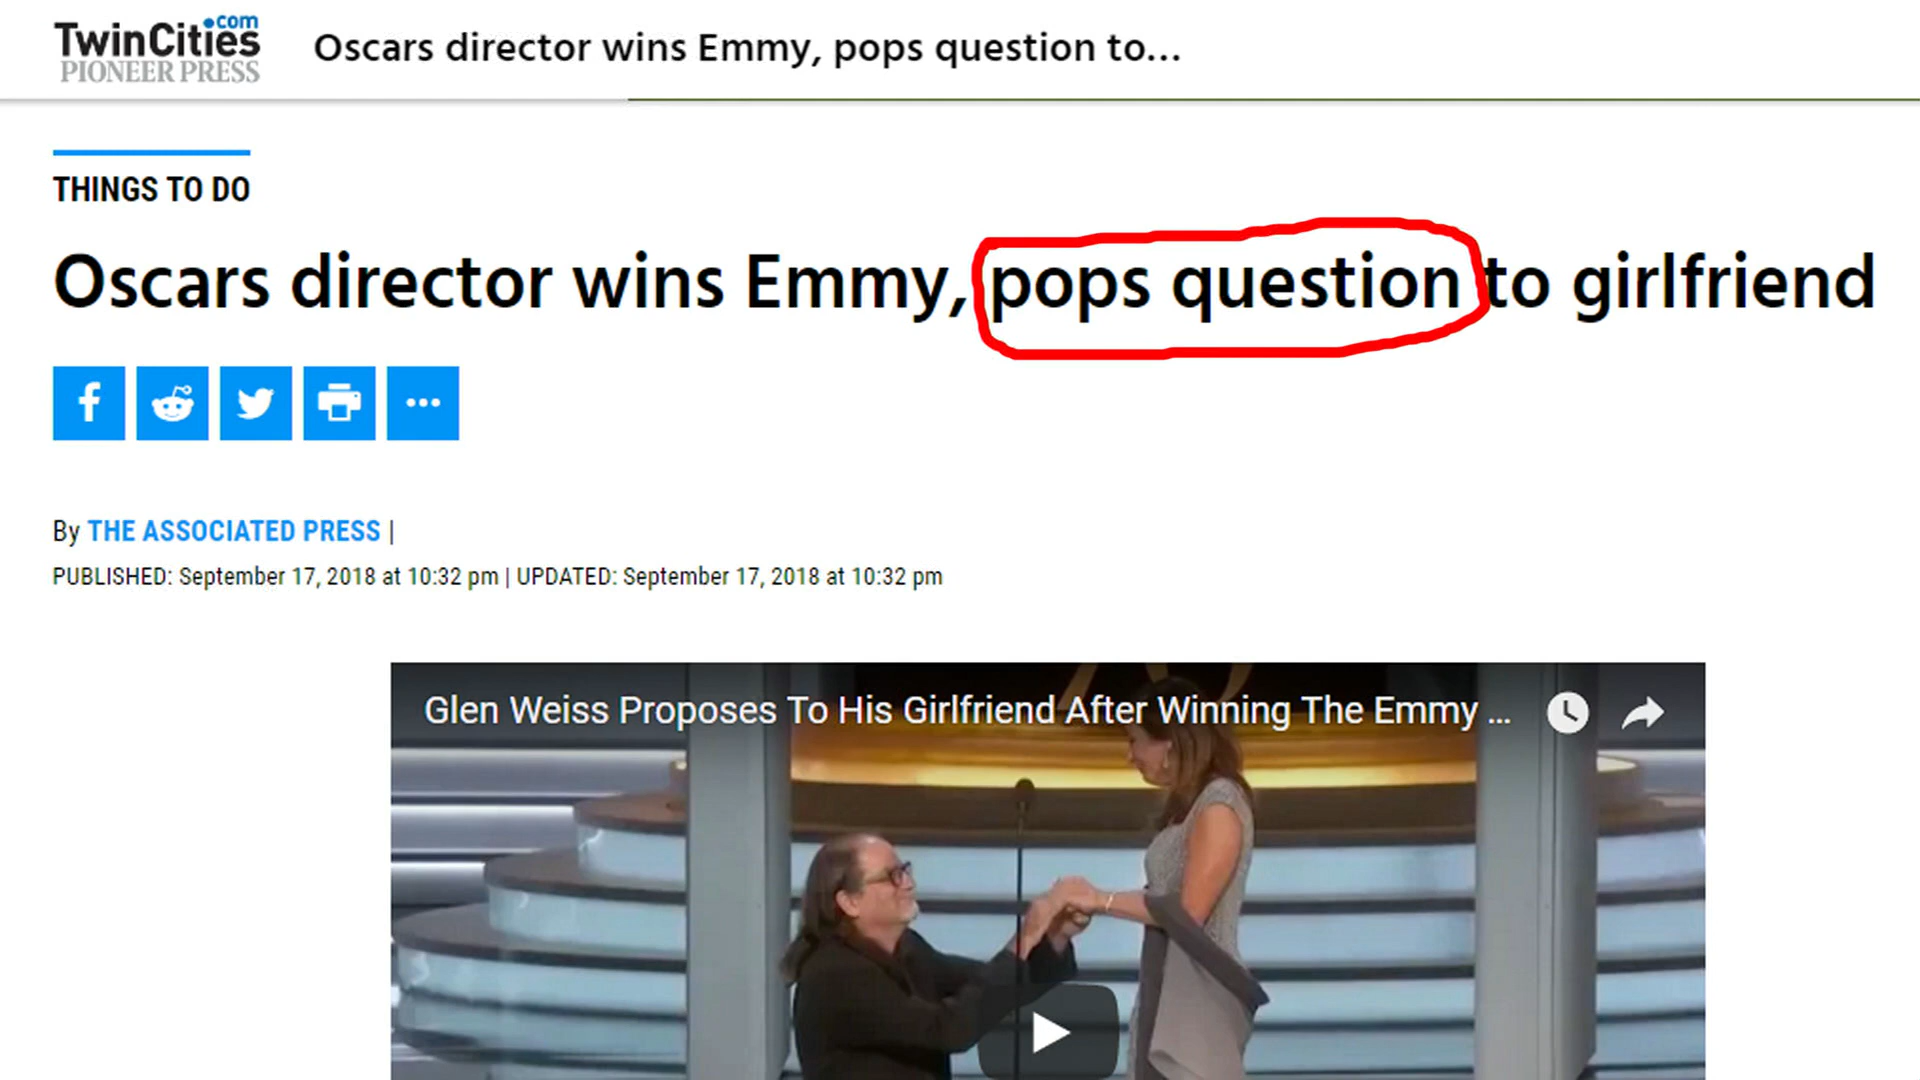 TwinCities.com
PIONEER PRESS
Oscars director wins Emmy, pops question to...
THINGS TO DO
Oscars director wins Emmy, pops question to girlfriend
By THE ASSOCIATED PRESS |
PUBLISHED: September 17, 2018 at 10:32 pm | UPDATED: September 17, 2018 at 10:32 pm
Glen Weiss Proposes To His Girlfriend After Winning The Emmy ...